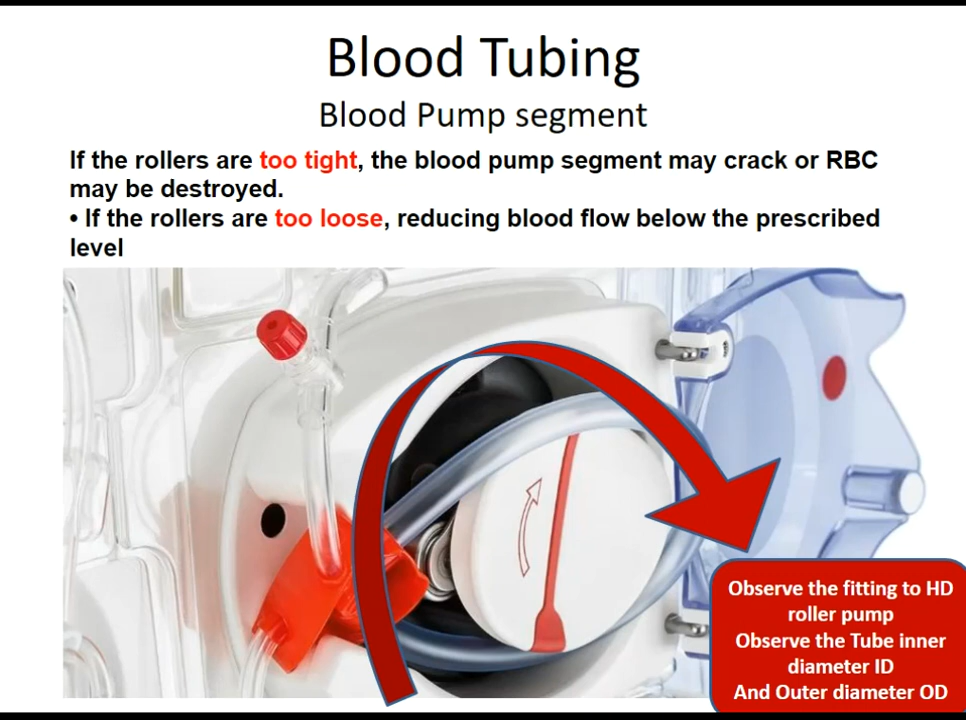 Blood Tubing
Blood Pump segment
If the rollers are too tight, the blood pump segment may crack or RBC
may be destroyed.
• If the rollers are too loose, reducing blood flow below the prescribed
level
Observe the fitting to HD
roller pump
Observe the Tube inner
diameter ID
And Outer diameter OD